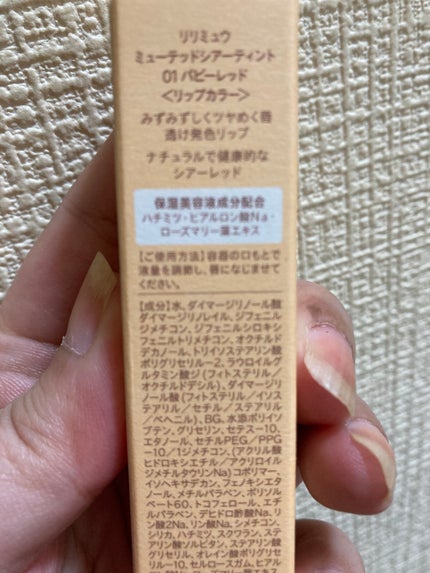 リリミュウ
ミューテッドシアーティント
01 パピーレッド
<リップカラー>
みずみずしくツヤめく唇
透け発色リップ
ナチュラルで健康的な
シアーレッド
保湿美容液成分配合
ハチミツ・ヒアルロン酸Na・
ローズマリー葉エキス
【ご使用方法】容器の口もとで
液量を調節し、唇になじませて
ください。
【成分】水、ダイマージリノール酸
ダイマージリノレイル、ジフェニル
ジメチコン、ジフェニルシロキシ
フェニルトリメチコン、オクチルド
デカノール、トリイソステアリン酸
ポリグリセリル-2、ラウロイルグ
ルタミン酸ジ(フィトステリル/
オクチルドデシル)、ダイマージリ
ノール酸(フィトステリル/イソス
テアリル/セチル/ステアリル
/ベヘニル)、BG、水添ポリイソ
ブテン、グリセリン、セテス-10、
エタノール、セチルPEG/PPG
-10/1ジメチコン、(アクリル酸
ヒドロキシエチル/アクリロイル
ジメチルタウリンNa)コポリマー、
イソヘキサデカン、フェノキシエタ
ノール、メチルパラベン、ポリソル
ベート60、トコフェロール、エチ
ルパラベン、デヒドロ酢酸Na、リ
ン酸2Na、リン酸Na、シメチコン、
シリカ、ハチミツ、スクワラン、ステ
アリン酸ソルビタン、ステアリン酸
グリセリル、オレイン酸ポリグリセ
リル-10、セルロースガム、ヒアル